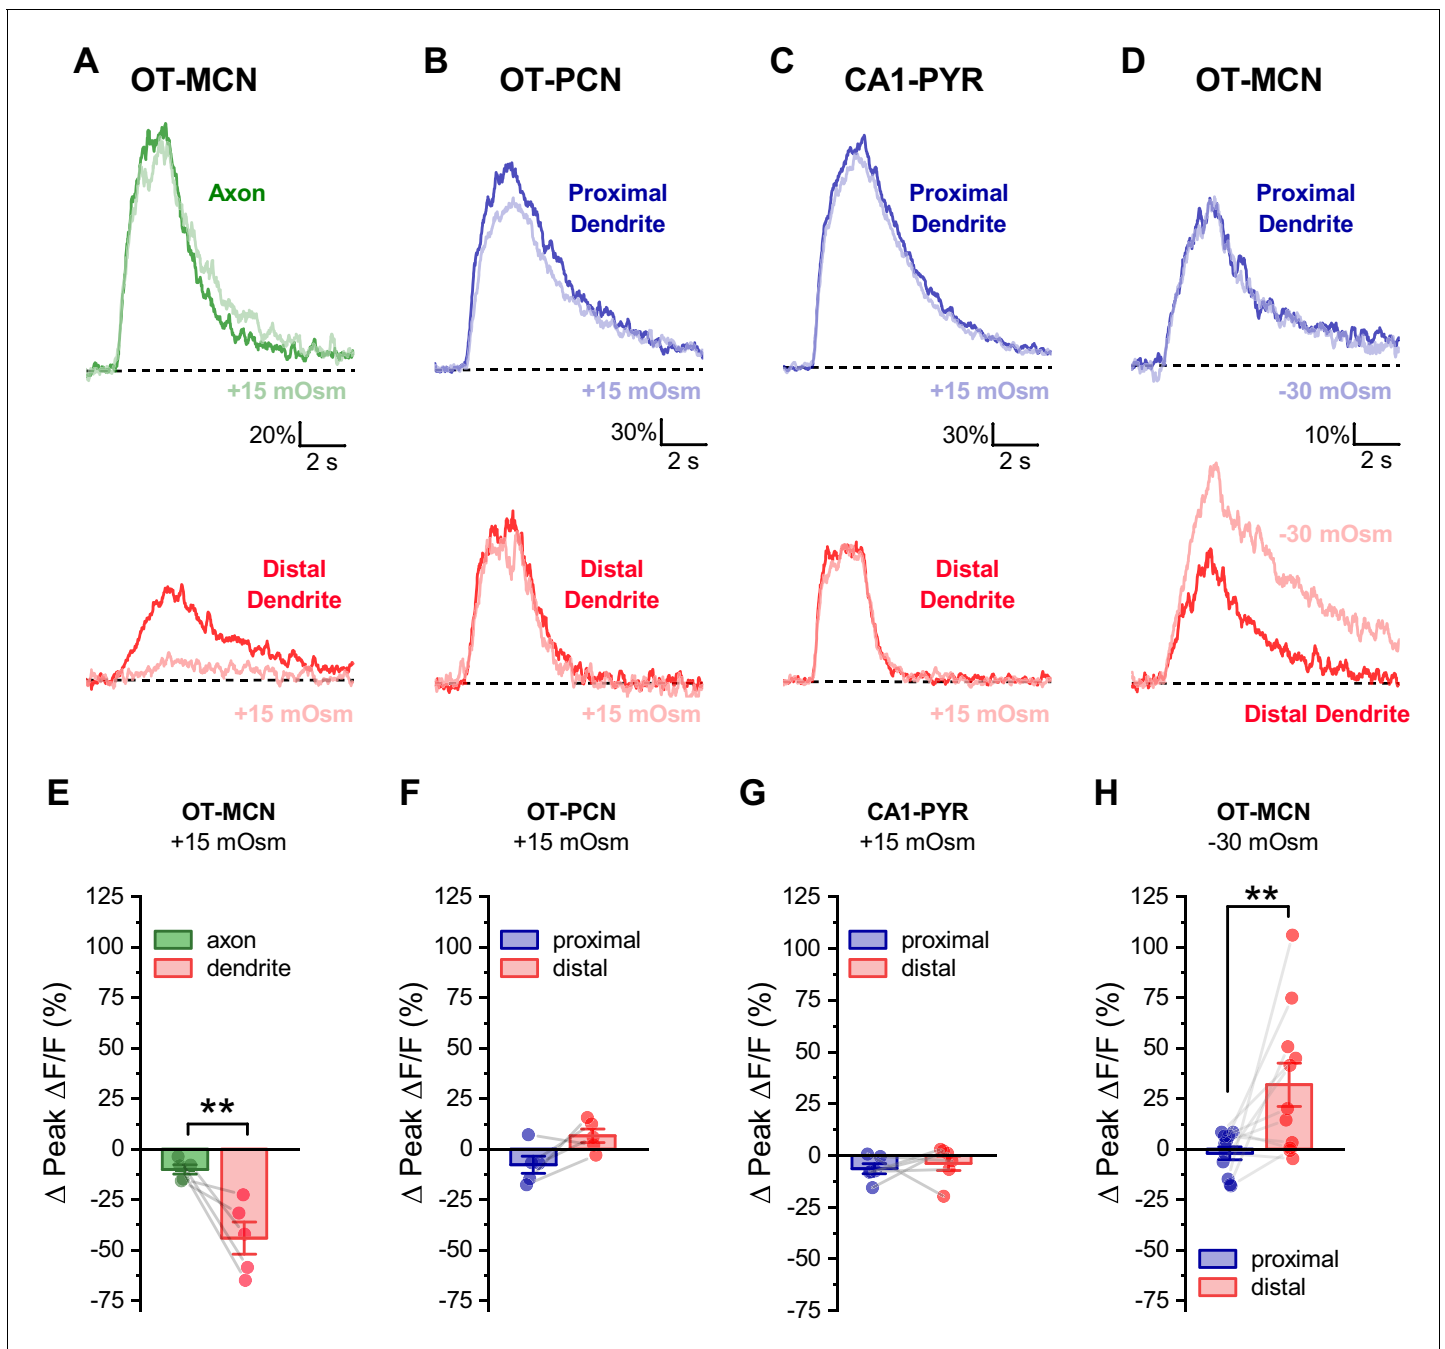 A
OT-MCN
Axon
+15 mOsm
20%
2 s
Distal
Dendrite
+15 mOsm
B
OT-PCN
Proximal
Dendrite
+15 mOsm
30%
2 s
Distal
Dendrite
+15 mOsm
C
CA1-PYR
Proximal
Dendrite
+15 mOsm
30%
2 s
Distal
Dendrite
+15 mOsm
D
OT-MCN
Proximal
Dendrite
-30 mOsm
10%
2 s
-30 mOsm
Distal Dendrite
E
OT-MCN
+15 mOsm
Δ Peak ΔF/F (%)
125
100
75
50
25
0
-25
-50
-75
axon
dendrite
**
F
OT-PCN
+15 mOsm
Δ Peak ΔF/F (%)
125
100
75
50
25
0
-25
-50
-75
proximal
distal
G
CA1-PYR
+15 mOsm
Δ Peak ΔF/F (%)
125
100
75
50
25
0
-25
-50
-75
proximal
distal
H
OT-MCN
-30 mOsm
Δ Peak ΔF/F (%)
125
100
75
50
25
0
-25
-50
-75
**
proximal
distal